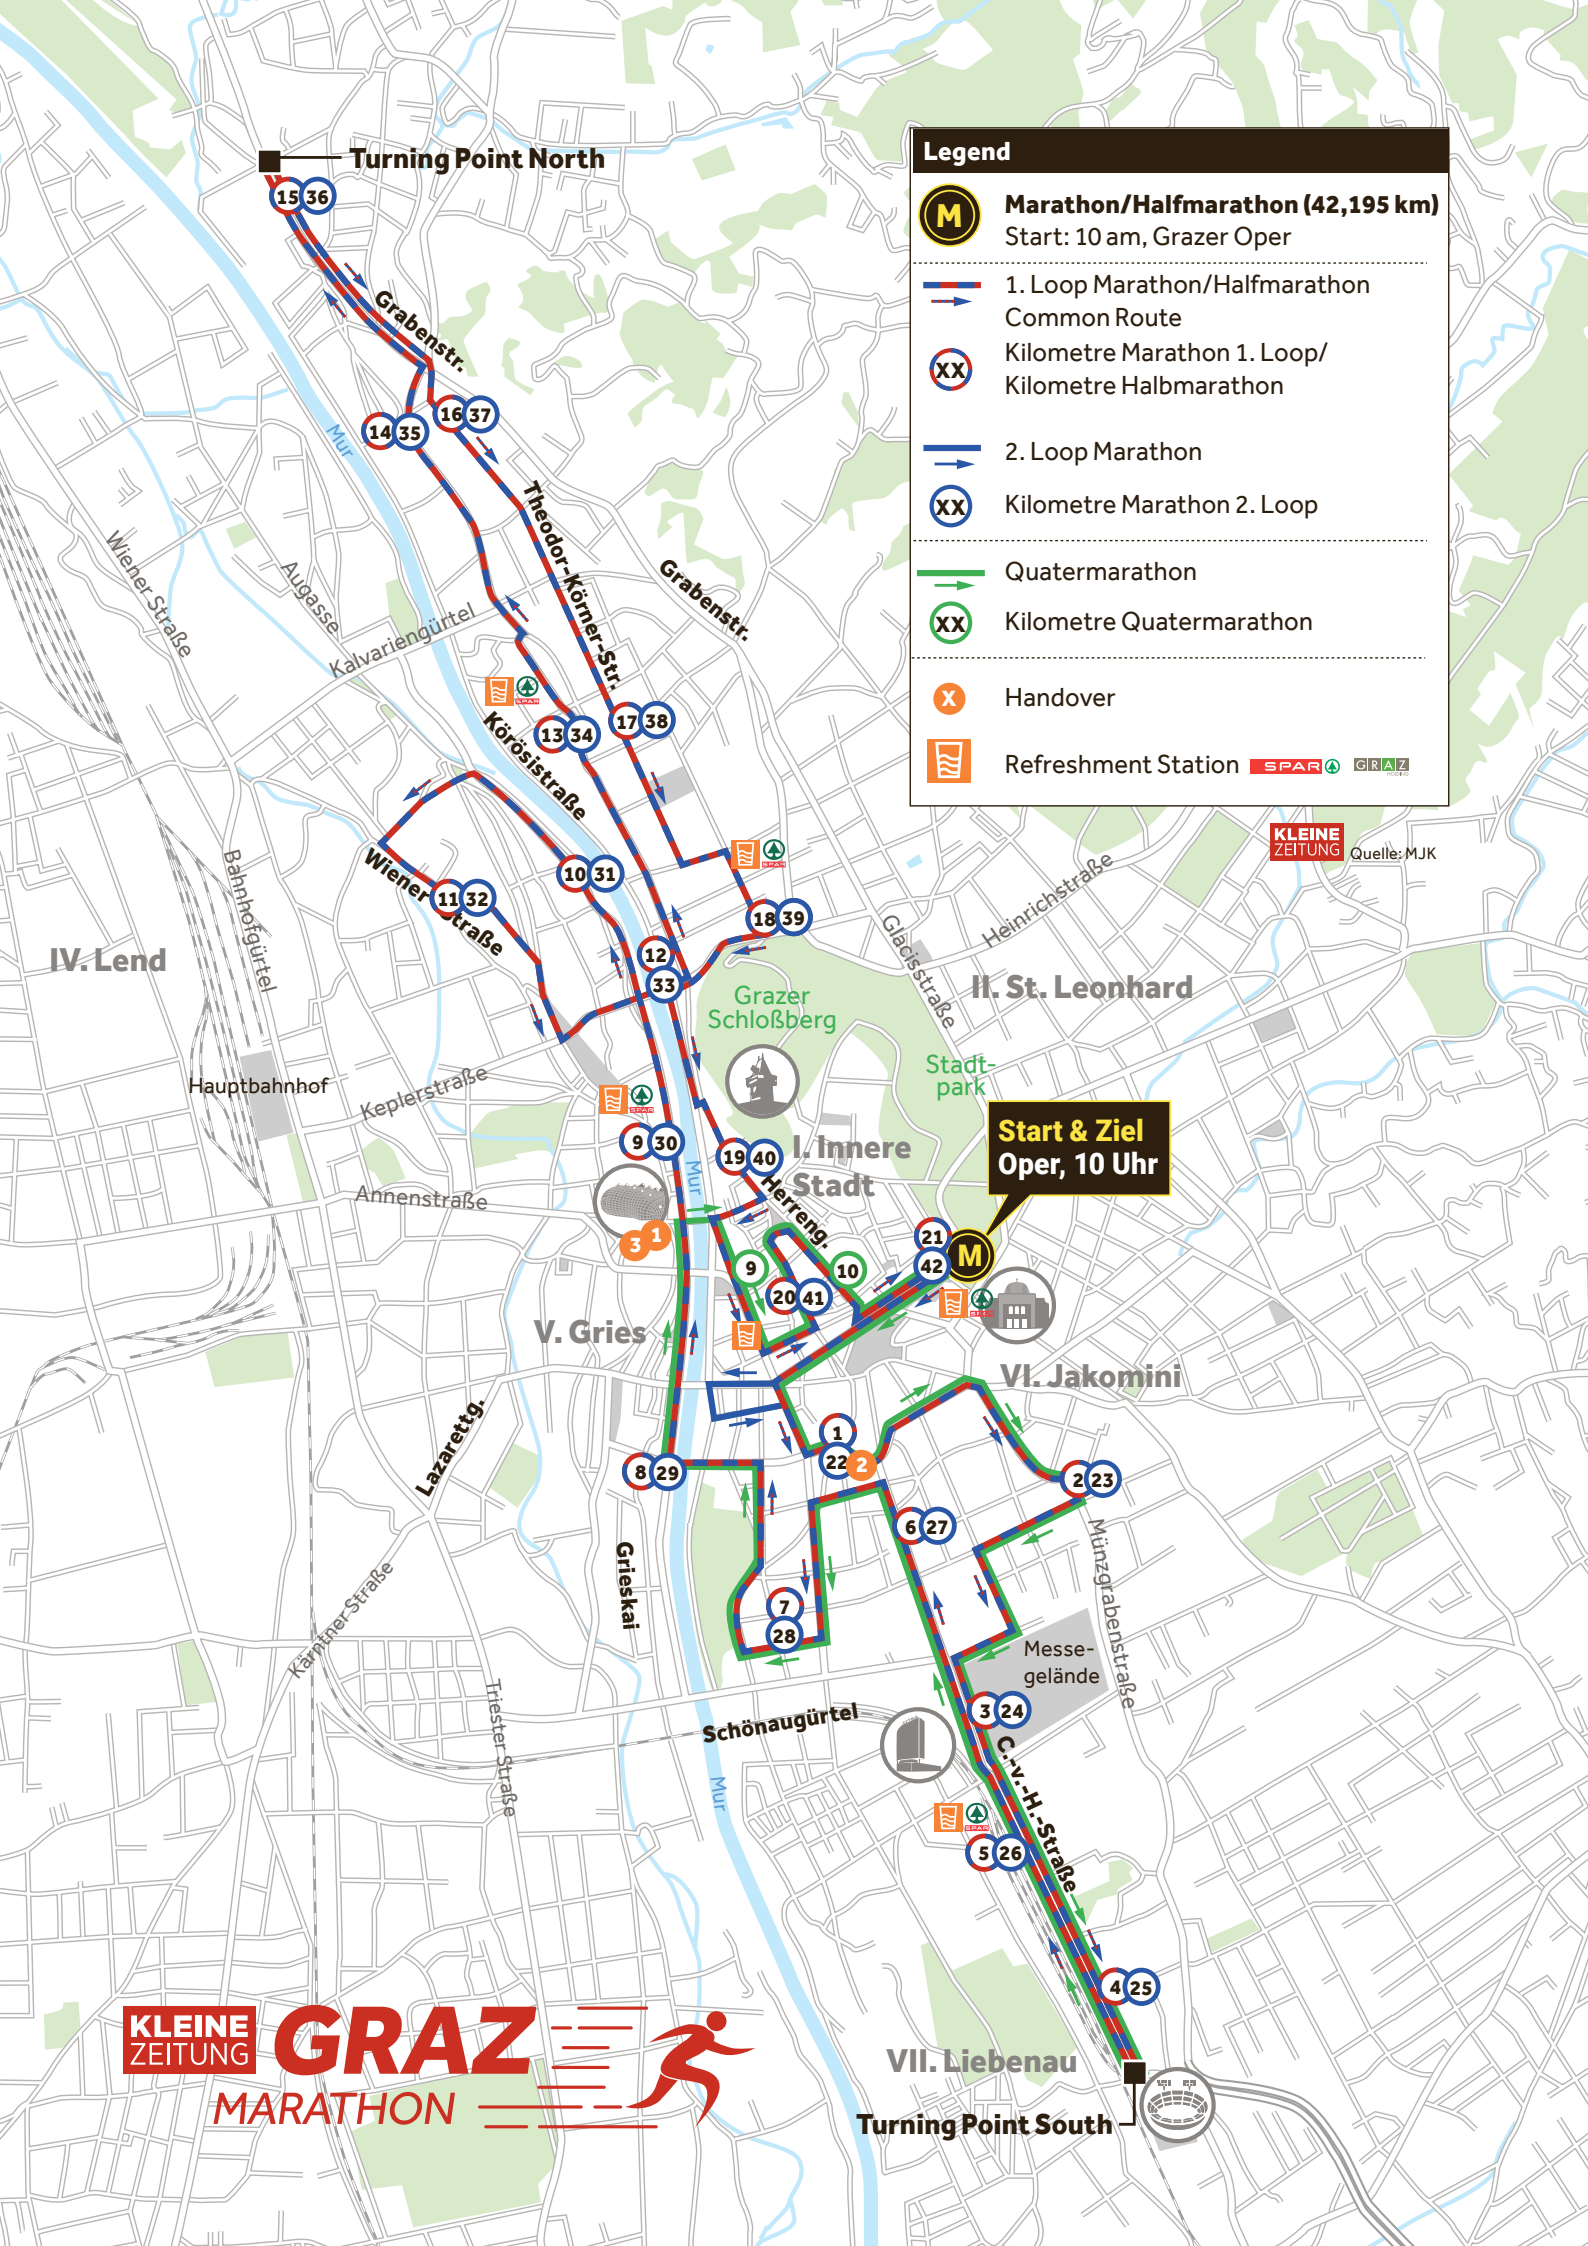 Turning Point North
15 36
Grabenstr.
16 37
14 35
Mur
Theodor-Körner-Str.
Grabenstr.
Wiener Straße
Augasse
Kalvariengürtel
SPAR
Körösistraße
13 34
17 38
Legend
M
Marathon/Halfmarathon (42,195 km)
Start: 10 am, Grazer Oper
1. Loop Marathon/Halfmarathon
Common Route
XX
Kilometre Marathon 1. Loop/
Kilometre Halbmarathon
2. Loop Marathon
XX
Kilometre Marathon 2. Loop
Quatermarathon
XX
Kilometre Quatermarathon
X
Handover
Refreshment Station SPAR GRAZ
HOLDING
KLEINE
ZEITUNG
Quelle: MJK
Bahnhofgürtel
Wiener Straße
10 31
11 32
SPAR
18 39
12
33
Glacisstraße
Heinrichstraße
IV. Lend
II. St. Leonhard
Grazer
Schloßberg
Stadt-
park
Hauptbahnhof
Keplerstraße
SPAR
9 30
19 40
I. Innere
Stadt
Start & Ziel
Oper, 10 Uhr
Annenstraße
Mur
Herreng.
3 1
21
42
M
9
10
20 41
SPAR
V. Gries
VI. Jakomini
Lazarettg.
1
22 2
8 29
2 23
6 27
Grieskai
Münzgrabenstraße
Kärntner Straße
7
28
Messe-
gelände
Triester Straße
3 24
Schönaugürtel
C.-v.-H.-Straße
Mur
SPAR
5 26
4 25
KLEINE
ZEITUNG
GRAZ
MARATHON
VII. Liebenau
Turning Point South